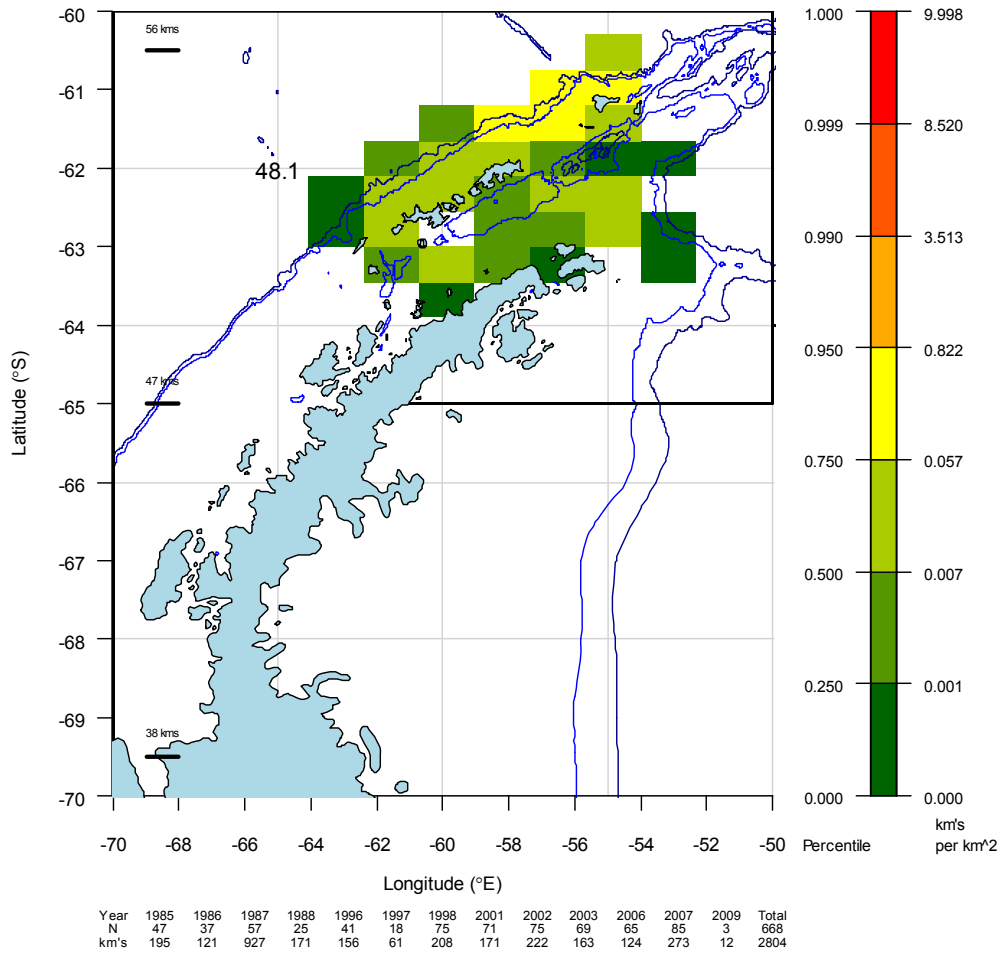 -60
-61
-62
-63
-64
-65
-66
-67
-68
-69
-70
Latitude (°S)
56 kms
48.1
47 kms
38 kms
-70 -68 -66 -64 -62 -60 -58 -56 -54 -52 -50
Longitude (°E)
1.000 9.998
0.999 8.520
0.990 3.513
0.950 0.822
0.750 0.057
0.500 0.007
0.250 0.001
0.000 0.000
Percentile
km's
per km^2
Year 1985 1986 1987 1988 1996 1997 1998 2001 2002 2003 2006 2007 2009 Total
N 47 37 57 25 41 18 75 71 75 69 65 85 3 668
km's 195 121 927 171 156 61 208 171 222 163 124 273 12 2804